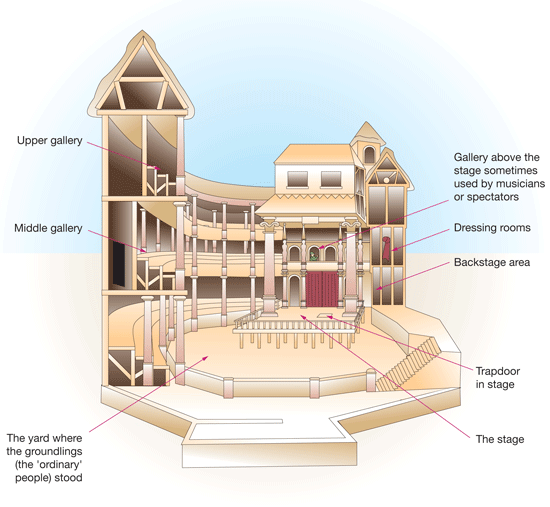 Upper gallery
Middle gallery
The yard where
the groundlings
(the 'ordinary'
people) stood
Gallery above the
stage sometimes
used by musicians
or spectators
Dressing rooms
Backstage area
Trapdoor
in stage
The stage